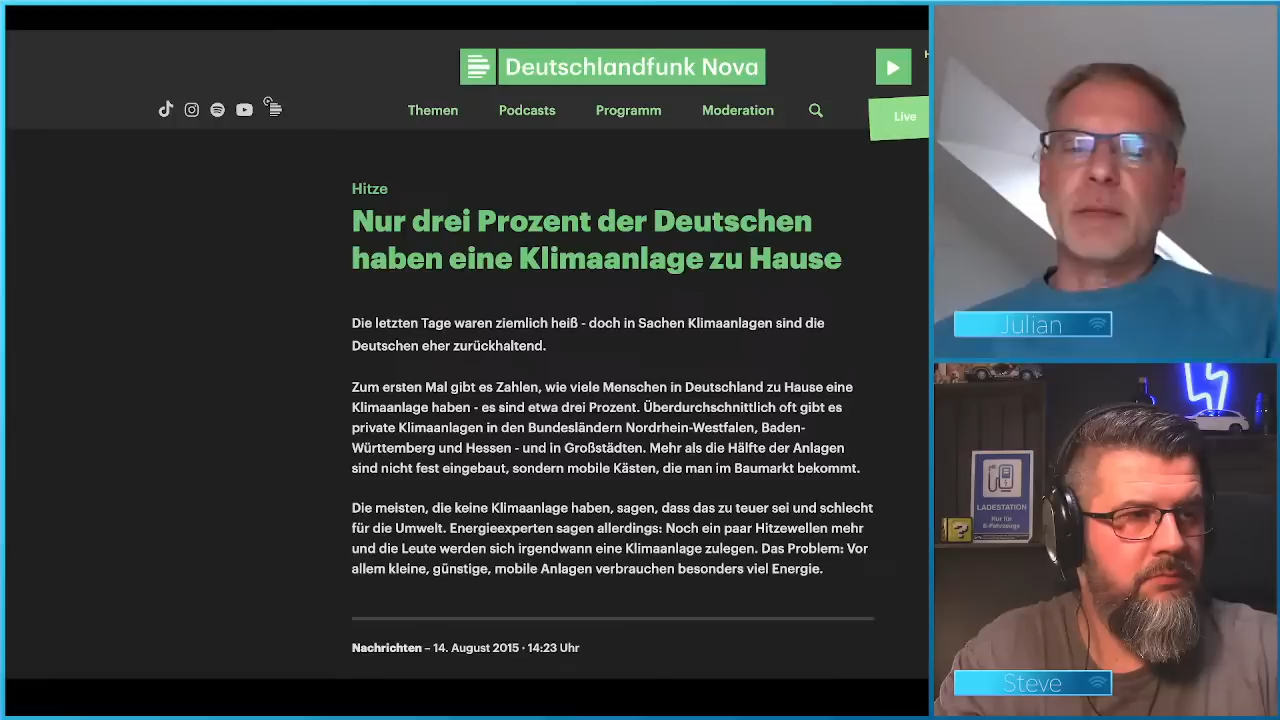 Deutschlandfunk Nova
Themen
Podcasts
Programm
Moderation
Live
Hitze
Nur drei Prozent der Deutschen
haben eine Klimaanlage zu Hause
Die letzten Tage waren ziemlich heiß - doch in Sachen Klimaanlagen sind die
Deutschen eher zurückhaltend.
Zum ersten Mal gibt es Zahlen, wie viele Menschen in Deutschland zu Hause eine
Klimaanlage haben - es sind etwa drei Prozent. Überdurchschnittlich oft gibt es
private Klimaanlagen in den Bundesländern Nordrhein-Westfalen, Baden-
Württemberg und Hessen - und in Großstädten. Mehr als die Hälfte der Anlagen
sind nicht fest eingebaut, sondern mobile Kästen, die man im Baumarkt bekommt.
Die meisten, die keine Klimaanlage haben, sagen, dass das zu teuer sei und schlecht
für die Umwelt. Energieexperten sagen allerdings: Noch ein paar Hitzewellen mehr
und die Leute werden sich irgendwann eine Klimaanlage zulegen. Das Problem: Vor
allem kleine, günstige, mobile Anlagen verbrauchen besonders viel Energie.
Nachrichten – 14. August 2015 · 14:23 Uhr
Julian
LADESTATION
Nur für
E-Fahrzeuge
?
Steve